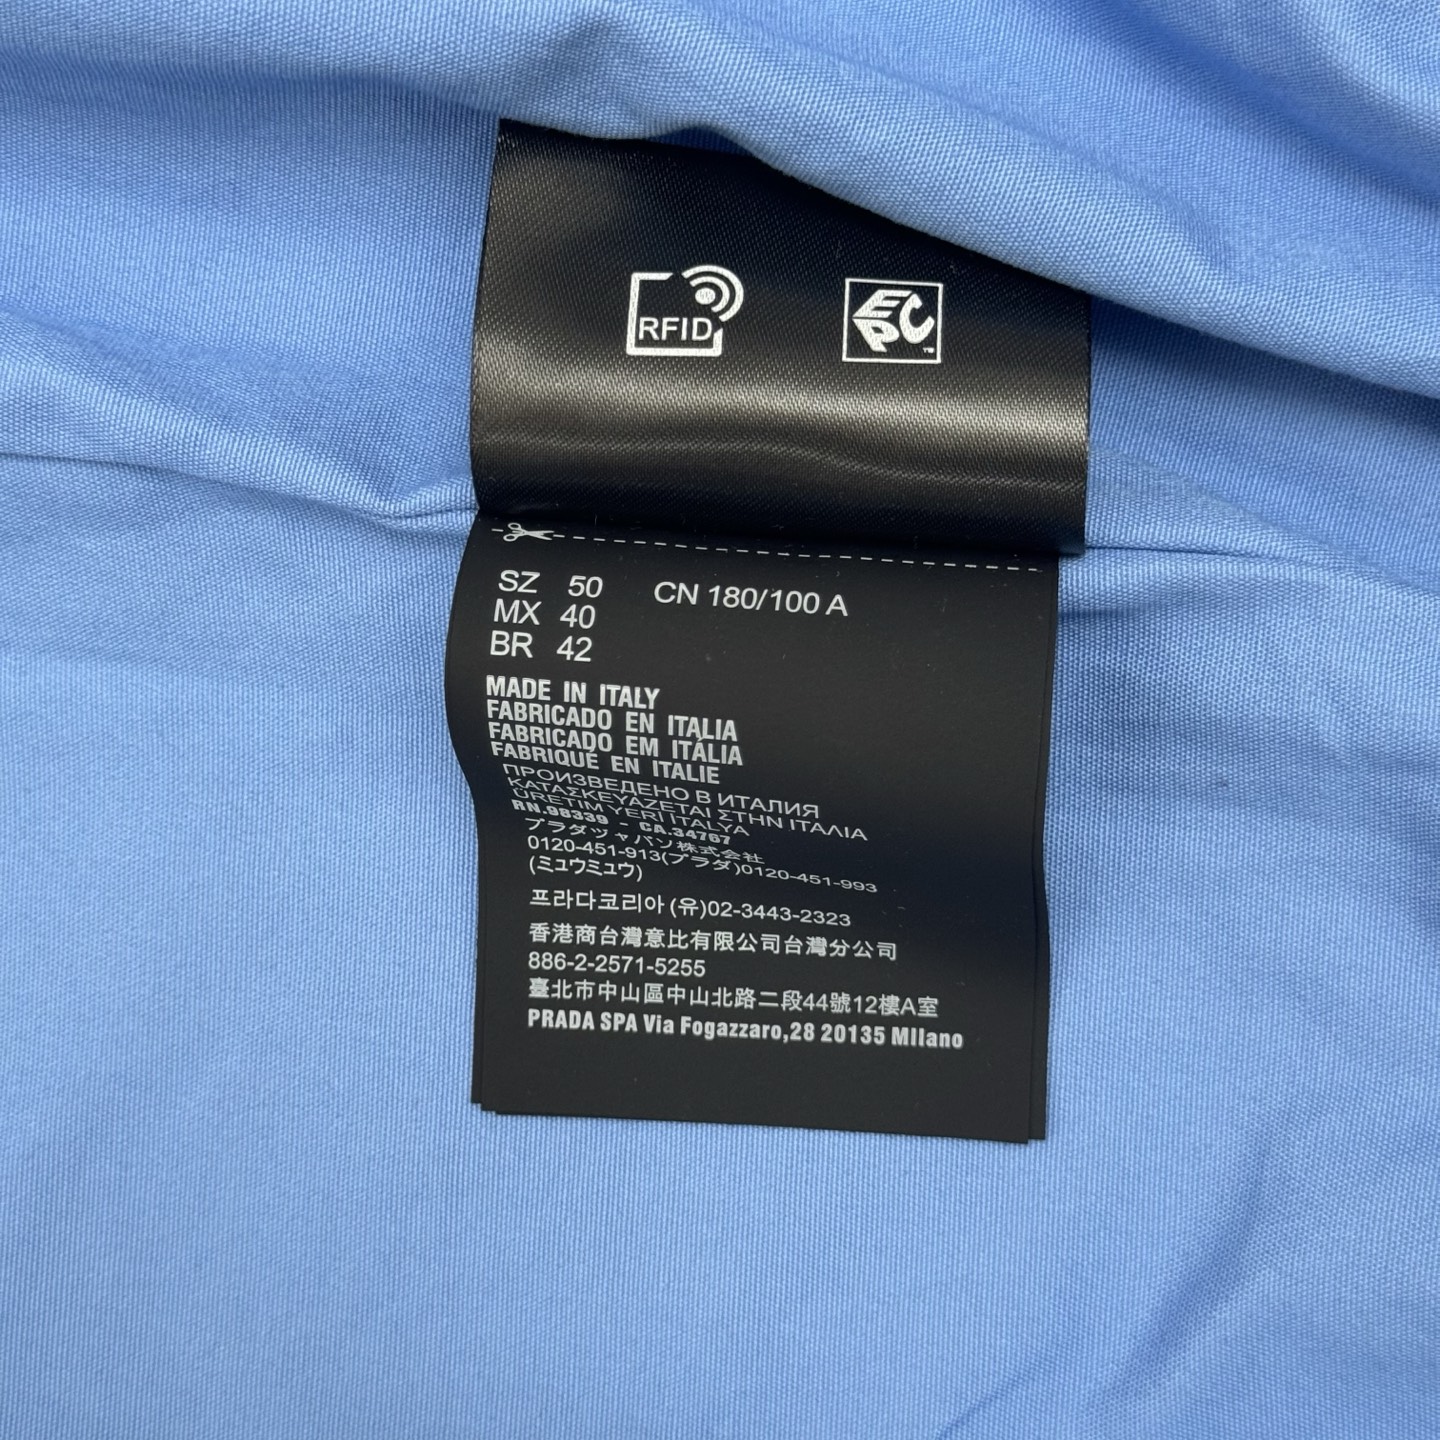 RFID
EPC™
SZ 50 CN 180/100 A
MX 40
BR 42
MADE IN ITALY
FABRICADO EN ITALIA
FABRICADO EM ITÁLIA
FABRIQUÉ EN ITALIE
ПРОИЗВЕДЕНО В ИТАЛИЯ
ΚΑΤΑΣΚΕΥΑΖΕΤΑΙ ΣΤΗΝ ΙΤΑΛΙΑ
ÜRETİM YERİ İTALYA
RN.98339 - CA.34767
プラダジャパン株式会社
0120-451-913(プラダ)0120-451-993
(ミュウミュウ)
프라다코리아(유)02-3443-2323
香港商台灣意比有限公司台灣分公司
886-2-2571-5255
臺北市中山區中山北路二段44號12樓A室
PRADA SPA Via Fogazzaro,28 20135 Milano